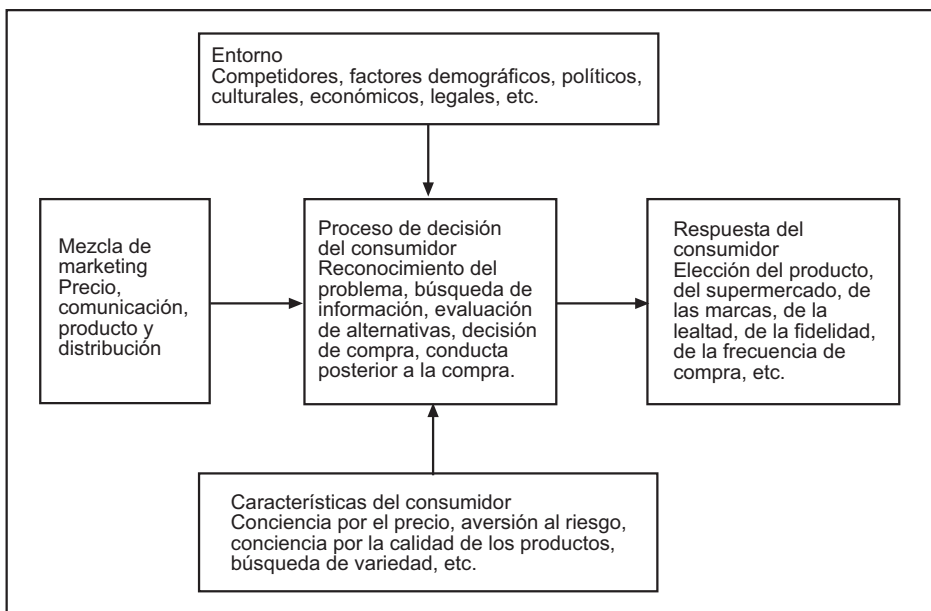 Entorno
Competidores, factores demográficos, políticos,
culturales, económicos, legales, etc.
Mezcla de
marketing
Precio,
comunicación,
producto y
distribución
Proceso de decisión
del consumidor
Reconocimiento del
problema, búsqueda de
información, evaluación
de alternativas, decisión
de compra, conducta
posterior a la compra.
Respuesta del
consumidor
Elección del producto,
del supermercado, de
las marcas, de la
lealtad, de la fidelidad,
de la frecuencia de
compra, etc.
Características del consumidor
Conciencia por el precio, aversión al riesgo,
conciencia por la calidad de los productos,
búsqueda de variedad, etc.